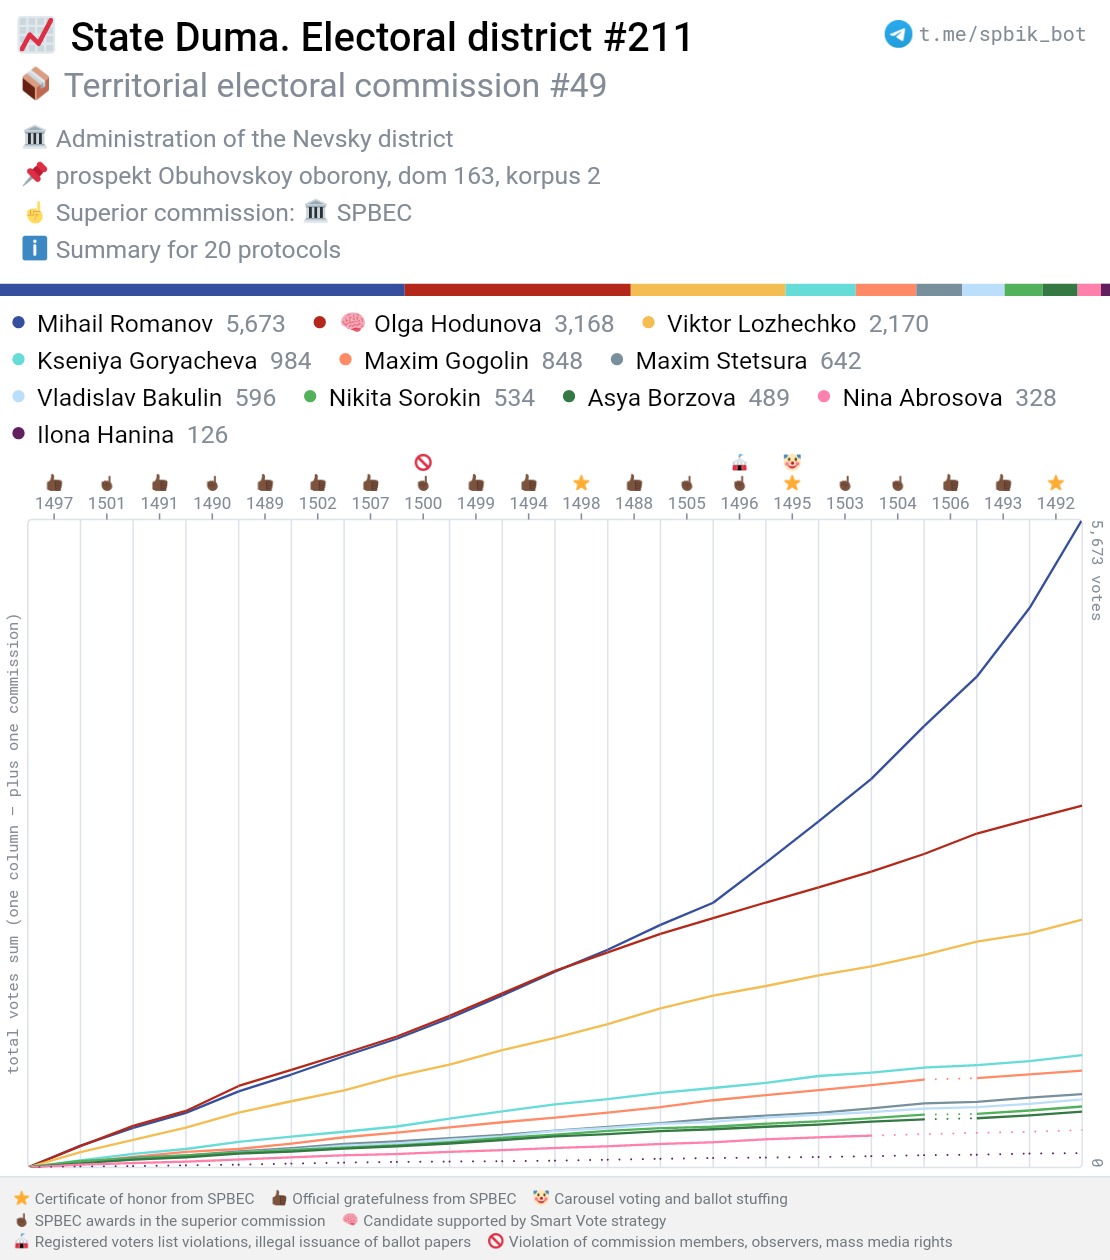 State Duma. Electoral district #211
t.me/spbik_bot
Territorial electoral commission #49
Administration of the Nevsky district
prospekt Obuhovskoy oborony, dom 163, korpus 2
Superior commission: SPBEC
Summary for 20 protocols
Mihail Romanov 5,673 Olga Hodunova 3,168 Viktor Lozhechko 2,170
Kseniya Goryacheva 984 Maxim Gogolin 848 Maxim Stetsura 642
Vladislav Bakulin 596 Nikita Sorokin 534 Asya Borzova 489 Nina Abrosova 328
Ilona Hanina 126
1497 1501 1491 1490 1489 1502 1507 1500 1499 1494 1498 1488 1505 1496 1495 1503 1504 1506 1493 1492
5,673 votes
total votes sum (one column – plus one commission)
0
Certificate of honor from SPBEC Official gratefulness from SPBEC Carousel voting and ballot stuffing
SPBEC awards in the superior commission Candidate supported by Smart Vote strategy
Registered voters list violations, illegal issuance of ballot papers Violation of commission members, observers, mass media rights